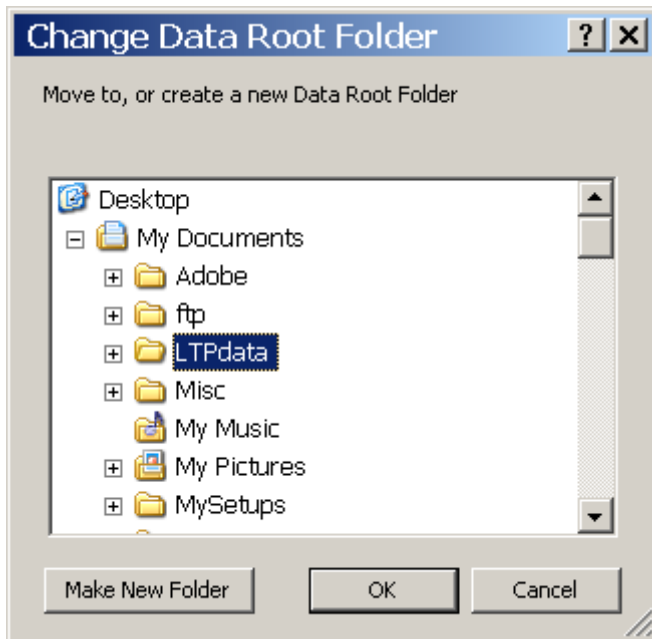 Change Data Root Folder
Move to, or create a new Data Root Folder
Desktop
My Documents
Adobe
ftp
LTPdata
Misc
My Music
My Pictures
MySetups
Make New Folder OK Cancel